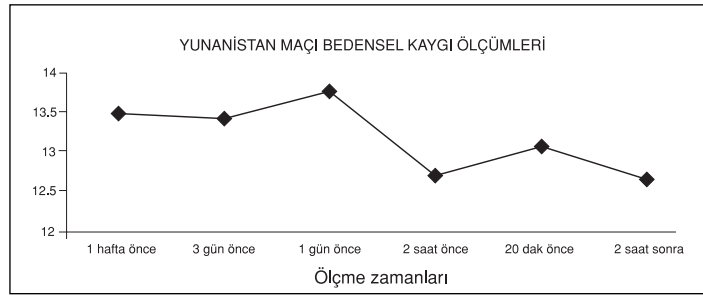 YUNANİSTAN MAÇI BEDENSEL KAYGI ÖLÇÜMLERİ
14
13.5
13
12.5
12
1 hafta önce 3 gün önce 1 gün önce 2 saat önce 20 dak önce 2 saat sonra
Ölçme zamanları